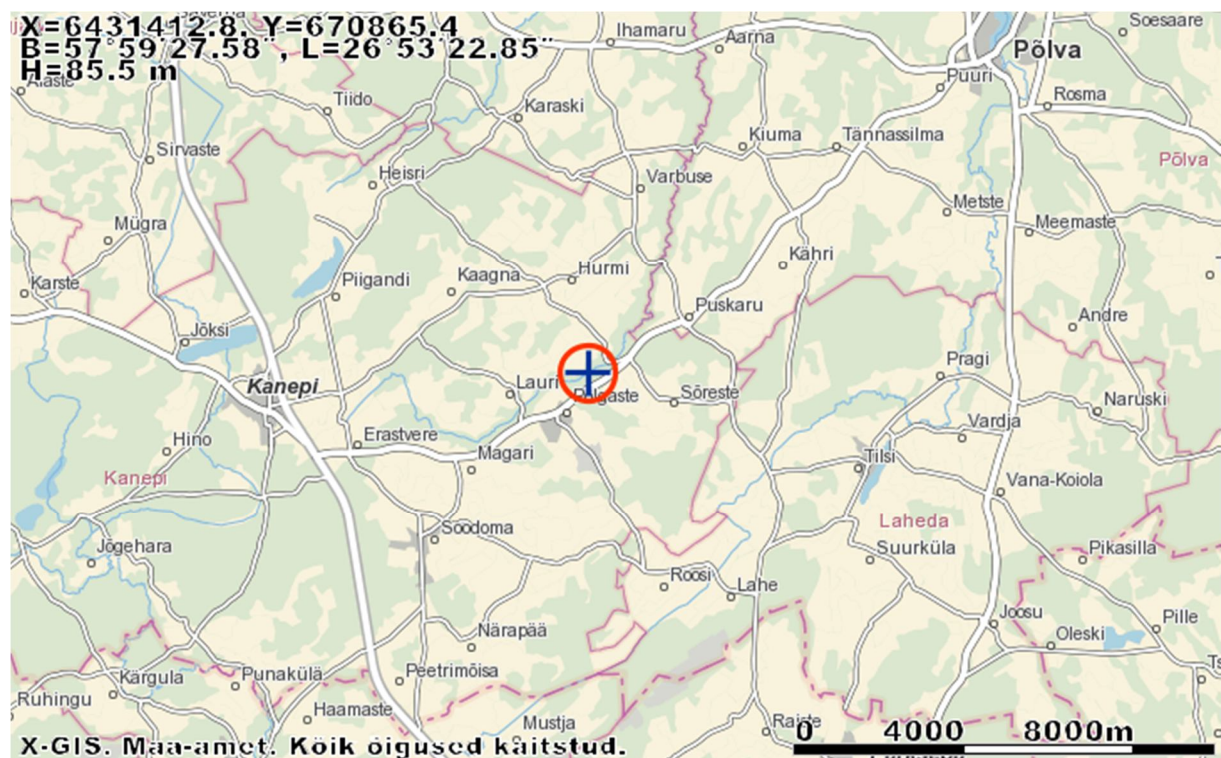 X=6431412.8, Y=670865.4
B=57°59'27.58", L=26°53'22.85"
H=85.5 m
Ihamaru
Aarna
Soesaare
Põlva
Puuri
Alaste
Tiido
Karaski
Rosma
Sirvaste
Kiuma
Tännassilma
Põlva
Heisri
Varbuse
Metste
Meemaste
Mügra
Kähri
Karste
Piigandi
Kaagna
Hurmi
Puskaru
Andre
Jõksi
Pragi
Kanepi
Lauri
Sõreste
Naruski
Vardja
Hino
Erastvere
Magari
Tilsi
Kanepi
Vana-Koiola
Laheda
Soodoma
Jõgehara
Suurküla
Pikasilla
Roosi
Lahe
Joosu
Pille
Närapää
Oleski
Kärgula
Punakülä
Peetrimõisa
Ruhingu
Haamaste
Mustja
X-GIS. Maa-amet. Kõik õigused kaitstud.
0 4000 8000m